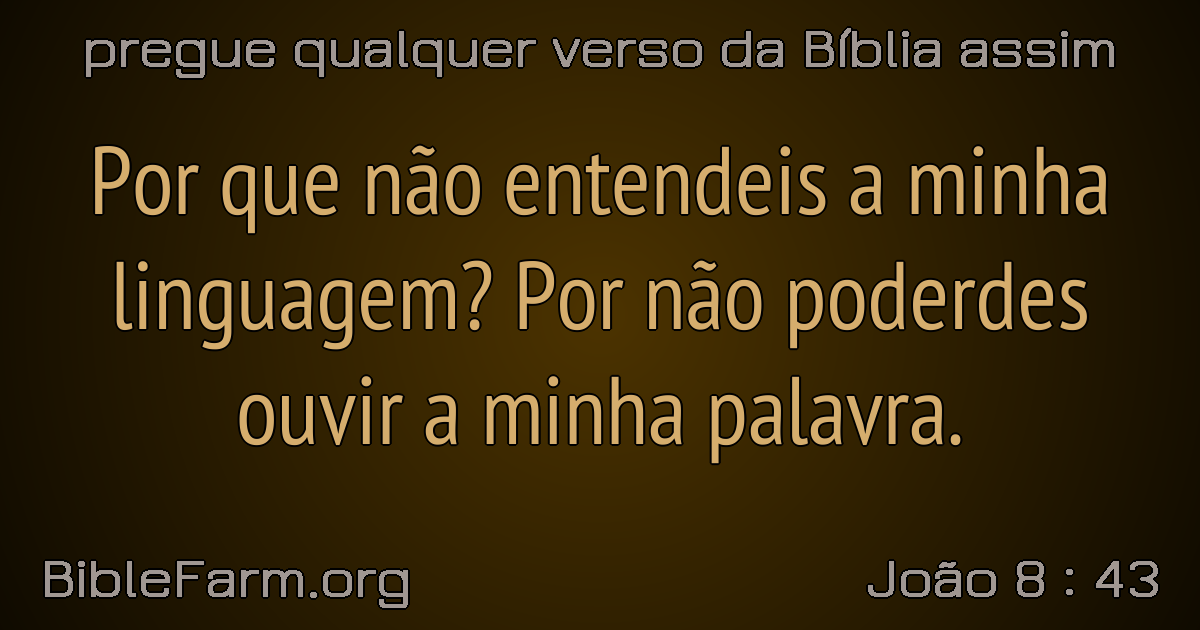 pregue qualquer verso da Bíblia assim
Por que não entendeis a minha
linguagem? Por não poderdes
ouvir a minha palavra.
BibleFarm.org
João 8 : 43